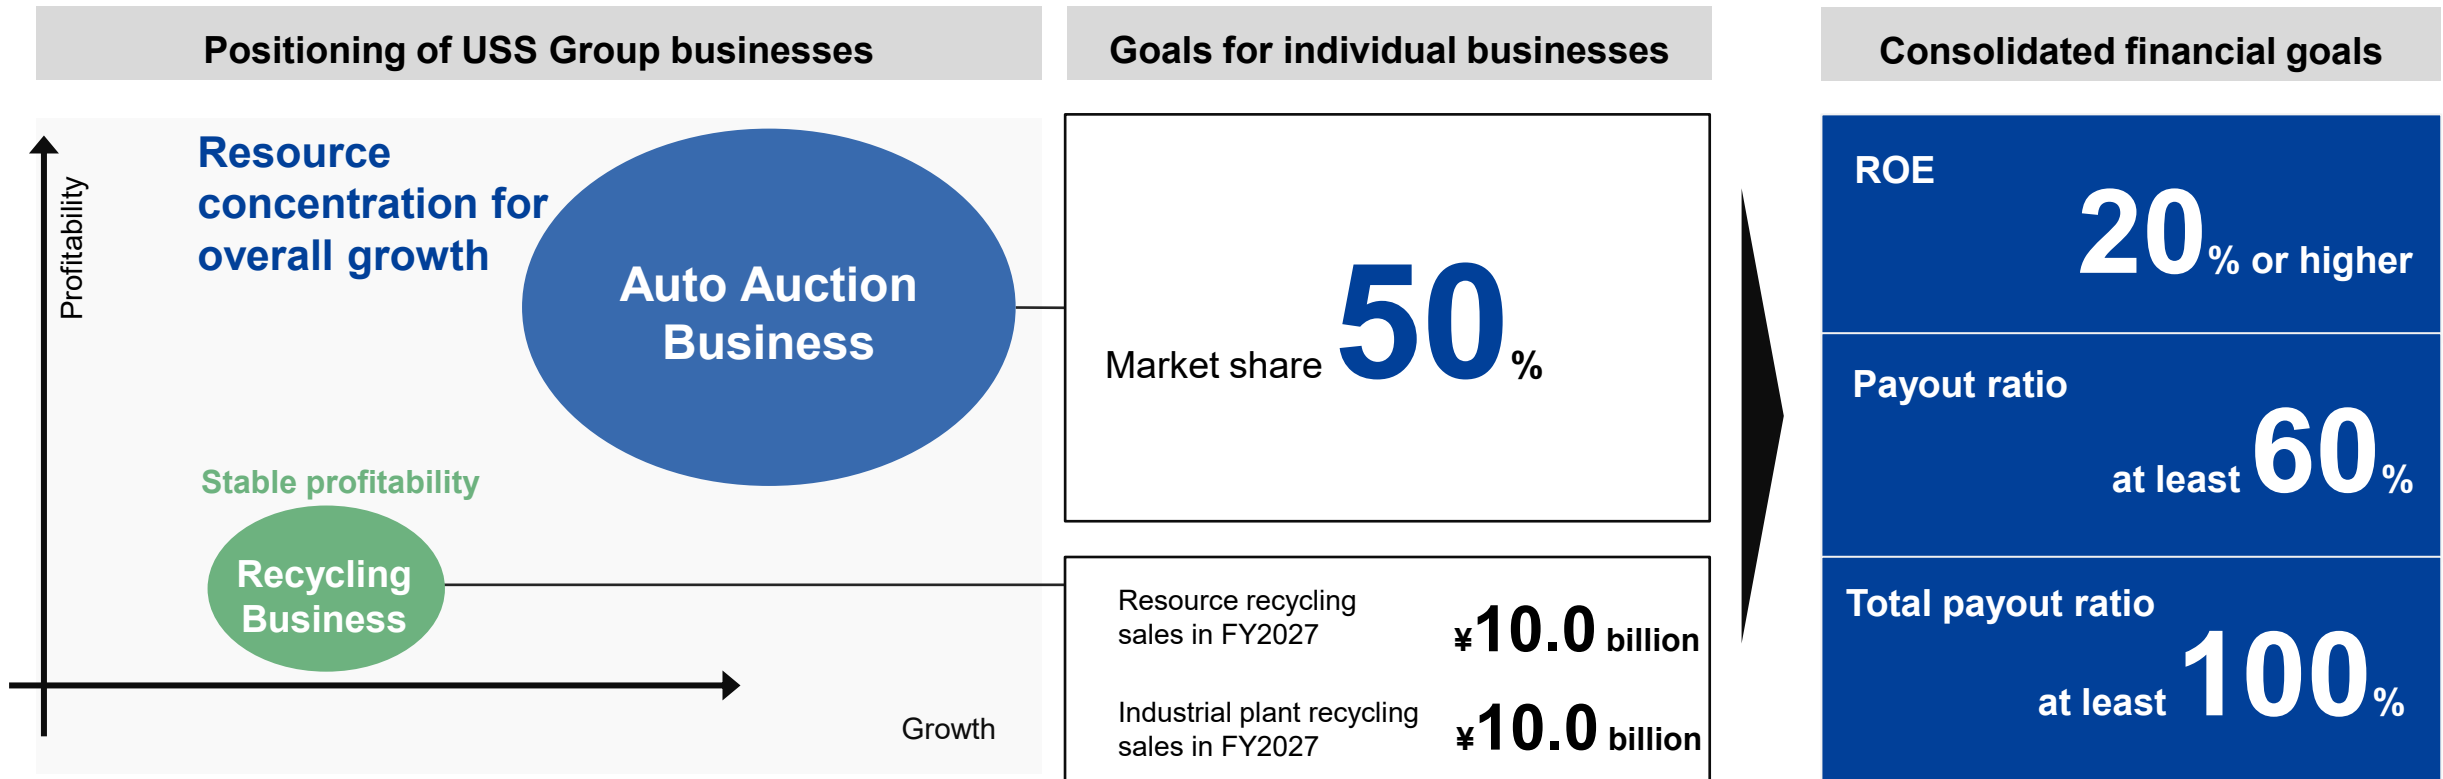 Positioning of USS Group businesses
Goals for individual businesses
Consolidated financial goals
Profitability
Resource
concentration for
overall growth
Auto Auction
Business
Stable profitability
Recycling
Business
Growth
Market share 50%
Resource recycling
sales in FY2027
¥10.0 billion
Industrial plant recycling
sales in FY2027
¥10.0 billion
ROE
20% or higher
Payout ratio
at least 60%
Total payout ratio
at least 100%